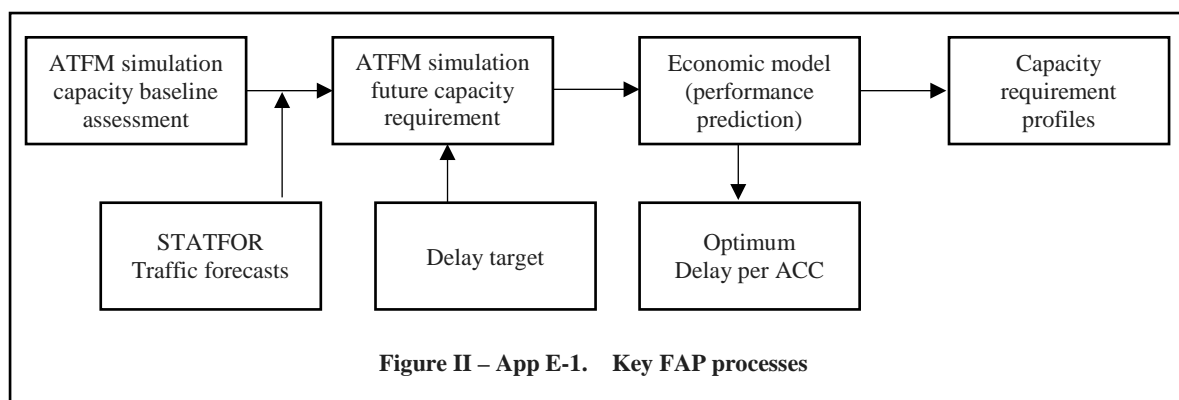 ATFM simulation
capacity baseline
assessment
ATFM simulation
future capacity
requirement
Economic model
(performance
prediction)
Capacity
requirement
profiles
STATFOR
Traffic forecasts
Delay target
Optimum
Delay per ACC
Figure II – App E-1. Key FAP processes